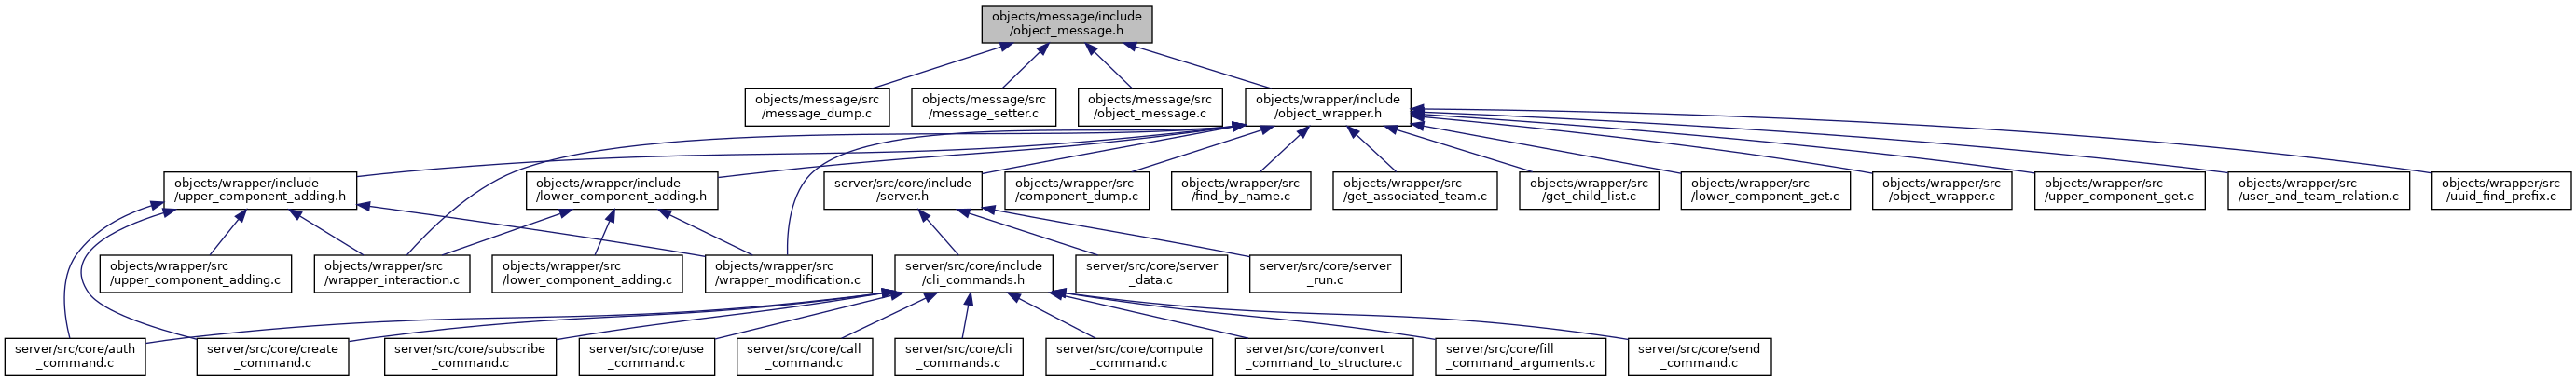 objects/message/include
/object_message.h
objects/message/src
/message_dump.c
objects/message/src
/message_setter.c
objects/message/src
/object_message.c
objects/wrapper/include
/object_wrapper.h
objects/wrapper/include
/upper_component_adding.h
objects/wrapper/include
/lower_component_adding.h
server/src/core/include
/server.h
objects/wrapper/src
/component_dump.c
objects/wrapper/src
/find_by_name.c
objects/wrapper/src
/get_associated_team.c
objects/wrapper/src
/get_child_list.c
objects/wrapper/src
/lower_component_get.c
objects/wrapper/src
/object_wrapper.c
objects/wrapper/src
/upper_component_get.c
objects/wrapper/src
/user_and_team_relation.c
objects/wrapper/src
/uuid_find_prefix.c
objects/wrapper/src
/upper_component_adding.c
objects/wrapper/src
/wrapper_interaction.c
objects/wrapper/src
/lower_component_adding.c
objects/wrapper/src
/wrapper_modification.c
server/src/core/include
/cli_commands.h
server/src/core/server
_data.c
server/src/core/server
_run.c
server/src/core/auth
_command.c
server/src/core/create
_command.c
server/src/core/subscribe
_command.c
server/src/core/use
_command.c
server/src/core/call
_command.c
server/src/core/cli
_commands.c
server/src/core/compute
_command.c
server/src/core/convert
_command_to_structure.c
server/src/core/fill
_command_arguments.c
server/src/core/send
_command.c